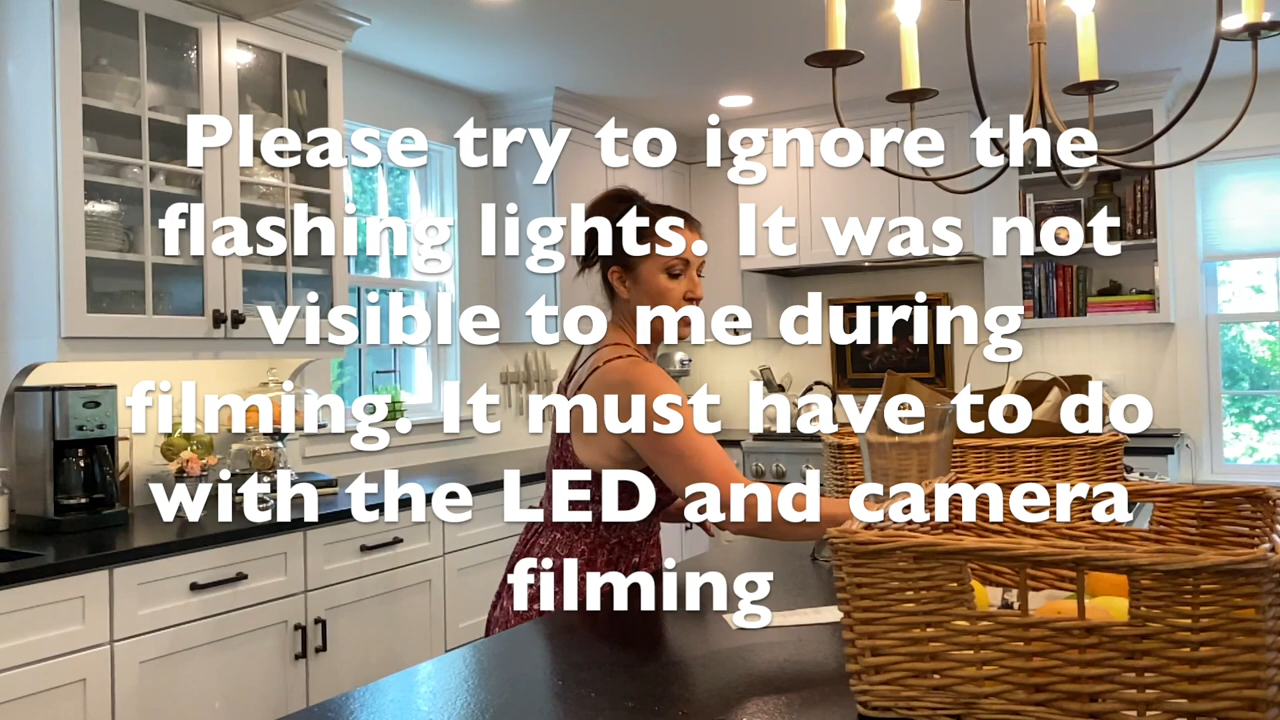 Please try to ignore the
flashing lights. It was not
visible to me during
filming. It must have to do
with the LED and camera
filming